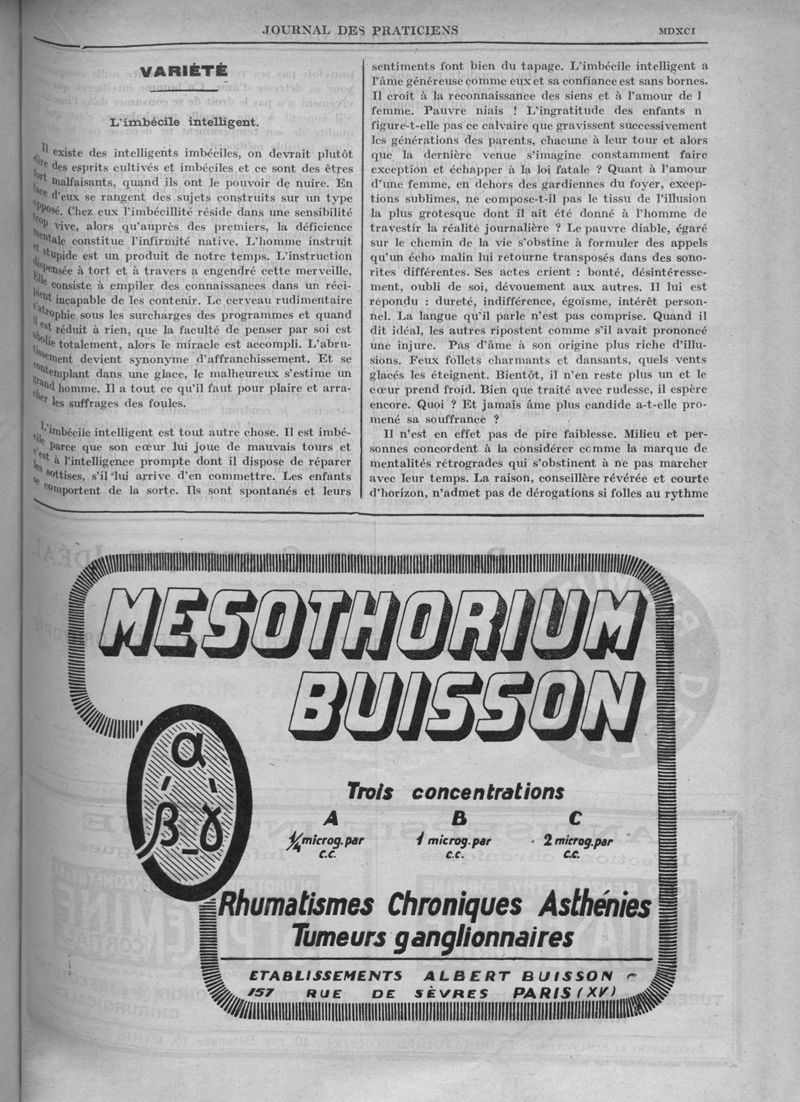 JOURNAL DES PRATICIENS
MDXCI
VARIÉTÉ
L'imbécile intelligent.
Il existe des intelligents imbéciles, on devrait plutôt
dire des esprits cultivés et imbéciles et ce sont des êtres
fort malfaisants, quand ils ont le pouvoir de nuire. En
face d'eux se rangent des sujets construits sur un type
opposé. Chez eux l'imbécillité réside dans une sensibilité
trop vive, alors qu'auprès des premiers, la déficience
mentale constitue l'infirmité native. L'homme instruit
et stupide est un produit de notre temps. L'instruction
dispensée à tort et à travers a engendré cette merveille.
Elle consiste à empiler des connaissances dans un réci-
pient incapable de les contenir. Le cerveau rudimentaire
s'atrophie sous les surcharges des programmes et quand
il est réduit à rien, que la faculté de penser par soi est
abolie totalement, alors le miracle est accompli. L'abru-
tissement devient synonyme d'affranchissement. Et se
contemplant dans une glace, le malheureux s'estime un
grand homme. Il a tout ce qu'il faut pour plaire et arra-
cher les suffrages des foules.
L'imbécile intelligent est tout autre chose. Il est imbé-
cile parce que son cœur lui joue de mauvais tours et
c'est à l'intelligence prompte dont il dispose de réparer
les sottises, s'il lui arrive d'en commettre. Les enfants
se comportent de la sorte. Ils sont spontanés et leurs
sentiments font bien du tapage. L'imbécile intelligent a
l'âme généreuse comme eux et sa confiance est sans bornes.
Il croit à la reconnaissance des siens et à l'amour de l
femme. Pauvre niais ! L'ingratitude des enfants n
figure-t-elle pas ce calvaire que gravissent successivement
les générations des parents, chacune à leur tour et alors
que la dernière venue s'imagine constamment faire
exception et échapper à la loi fatale ? Quant à l'amour
d'une femme, en dehors des gardiennes du foyer, excep-
tions sublimes, ne compose-t-il pas le tissu de l'illusion
la plus grotesque dont il ait été donné à l'homme de
travestir la réalité journalière ? Le pauvre diable, égaré
sur le chemin de la vie s'obstine à formuler des appels
qu'un écho malin lui retourne transposés dans des sono-
rites différentes. Ses actes crient : bonté, désintéresse-
ment, oubli de soi, dévouement aux autres. Il lui est
répondu : dureté, indifférence, égoïsme, intérêt person-
nel. La langue qu'il parle n'est pas comprise. Quand il
dit idéal, les autres ripostent comme s'il avait prononcé
une injure. Pas d'âme à son origine plus riche d'illu-
sions. Feux follets charmants et dansants, quels vents
glacés les éteignent. Bientôt, il n'en reste plus un et le
cœur prend froid. Bien que traité avec rudesse, il espère
encore. Quoi ? Et jamais âme plus candide a-t-elle pro-
mené sa souffrance ?
Il n'est en effet pas de pire faiblesse. Milieu et per-
sonnes concordent à la considérer comme la marque de
mentalités rétrogrades qui s'obstinent à ne pas marcher
avec leur temps. La raison, conseillère révérée et courte
d'horizon, n'admet pas de dérogations si folles au rythme
MESOTHORIUM
BUISSON
α
β - γ
Trois concentrations
A B C
1/4 microg. par 1 microg. par 2 microg. par
c.c. c.c. c.c.
Rhumatismes Chroniques Asthénies
Tumeurs ganglionnaires
ETABLISSEMENTS ALBERT BUISSON
157 RUE DE SÈVRES PARIS (XV)